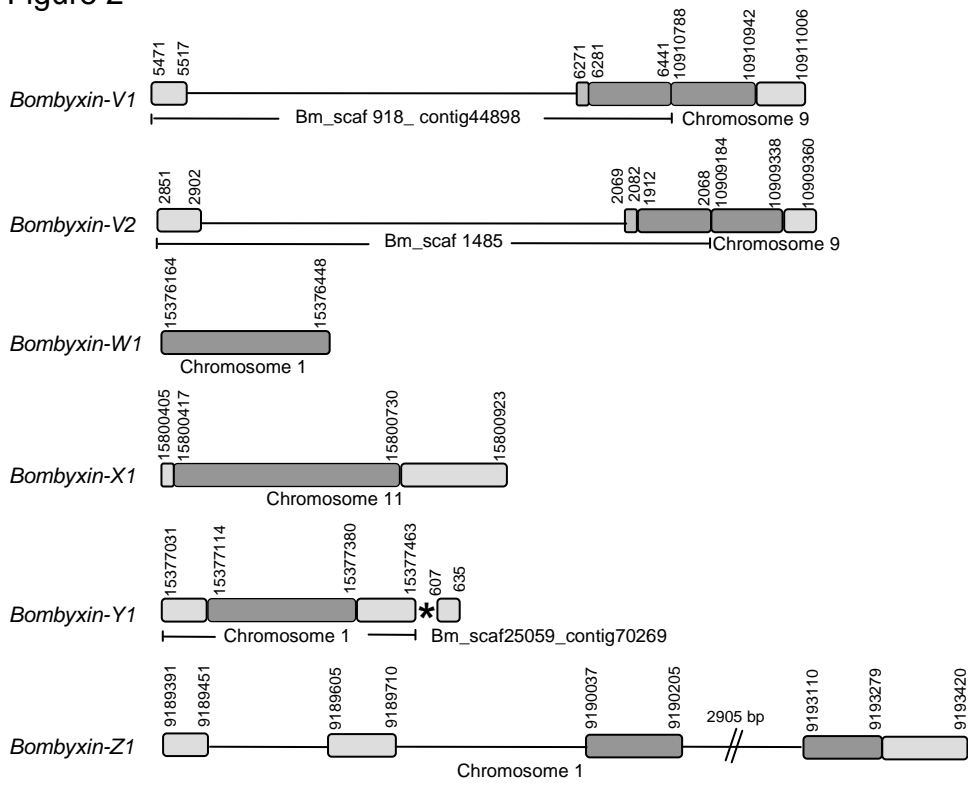 Figure 2
5471
5517
6271
6281
6441
10910788
10910942
10911006
Bombyxin-V1
Bm_scaf 918_ contig44898
Chromosome 9
2851
2902
2069
2082
1912
2068
10909184
10909338
10909360
Bombyxin-V2
Bm_scaf 1485
Chromosome 9
15376164
15376448
Bombyxin-W1
Chromosome 1
15800405
15800417
15800730
15800923
Bombyxin-X1
Chromosome 11
15377031
15377114
15377380
15377463
607
635
Bombyxin-Y1
*
Chromosome 1
Bm_scaf25059_contig70269
9189391
9189451
9189605
9189710
9190037
9190205
2905 bp
9193110
9193279
9193420
Bombyxin-Z1
Chromosome 1